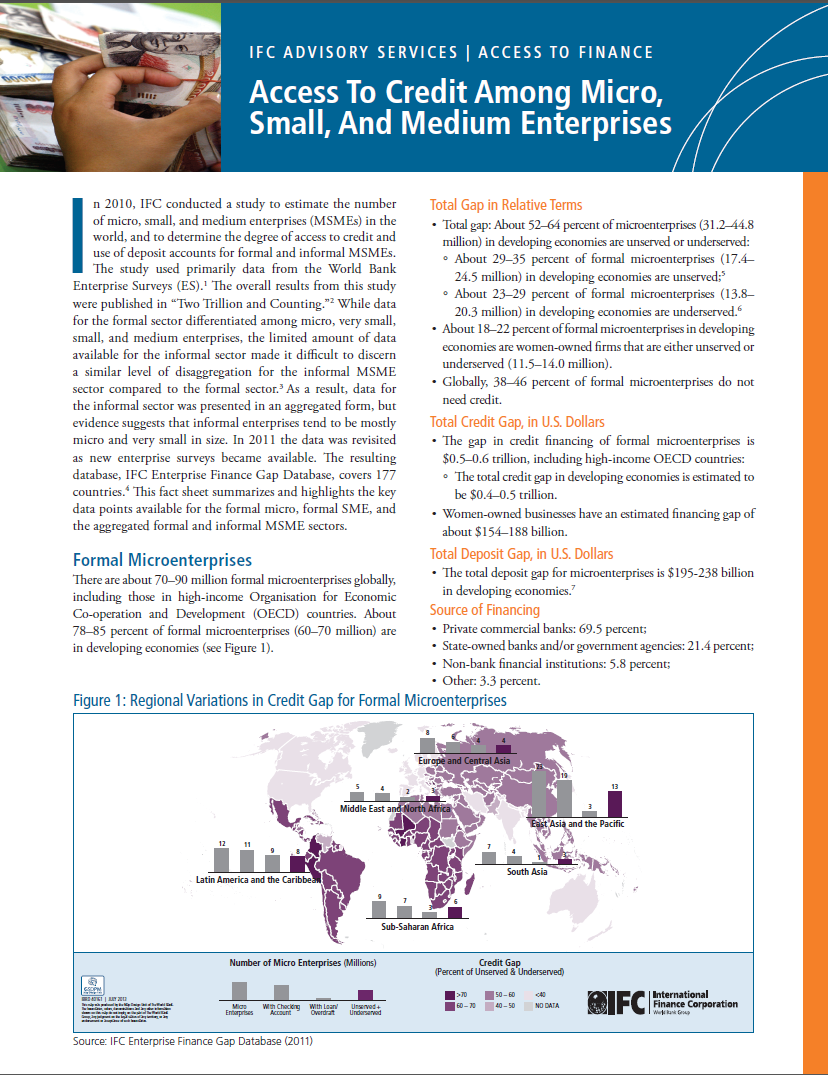 IFC ADVISORY SERVICES | ACCESS TO FINANCE
Access To Credit Among Micro,
Small, And Medium Enterprises
In 2010, IFC conducted a study to estimate the number
of micro, small, and medium enterprises (MSMEs) in the
world, and to determine the degree of access to credit and
use of deposit accounts for formal and informal MSMEs.
The study used primarily data from the World Bank
Enterprise Surveys (ES).¹ The overall results from this study
were published in “Two Trillion and Counting.”² While data
for the formal sector differentiated among micro, very small,
small, and medium enterprises, the limited amount of data
available for the informal sector made it difficult to discern
a similar level of disaggregation for the informal MSME
sector compared to the formal sector.³ As a result, data for
the informal sector was presented in an aggregated form, but
evidence suggests that informal enterprises tend to be mostly
micro and very small in size. In 2011 the data was revisited
as new enterprise surveys became available. The resulting
database, IFC Enterprise Finance Gap Database, covers 177
countries.⁴ This fact sheet summarizes and highlights the key
data points available for the formal micro, formal SME, and
the aggregated formal and informal MSME sectors.
Formal Microenterprises
There are about 70–90 million formal microenterprises globally,
including those in high-income Organisation for Economic
Co-operation and Development (OECD) countries. About
78–85 percent of formal microenterprises (60–70 million) are
in developing economies (see Figure 1).
Total Gap in Relative Terms
• Total gap: About 52–64 percent of microenterprises (31.2–44.8
million) in developing economies are unserved or underserved:
° About 29–35 percent of formal microenterprises (17.4–
24.5 million) in developing economies are unserved;⁵
° About 23–29 percent of formal microenterprises (13.8–
20.3 million) in developing economies are underserved.⁶
• About 18–22 percent of formal microenterprises in developing
economies are women-owned firms that are either unserved or
underserved (11.5–14.0 million).
• Globally, 38–46 percent of formal microenterprises do not
need credit.
Total Credit Gap, in U.S. Dollars
• The gap in credit financing of formal microenterprises is
$0.5–0.6 trillion, including high-income OECD countries:
° The total credit gap in developing economies is estimated to
be $0.4–0.5 trillion.
• Women-owned businesses have an estimated financing gap of
about $154–188 billion.
Total Deposit Gap, in U.S. Dollars
• The total deposit gap for microenterprises is $195-238 billion
in developing economies.⁷
Source of Financing
• Private commercial banks: 69.5 percent;
• State-owned banks and/or government agencies: 21.4 percent;
• Non-bank financial institutions: 5.8 percent;
• Other: 3.3 percent.
Figure 1: Regional Variations in Credit Gap for Formal Microenterprises
8 4 4
Europe and Central Asia
5 4 2 3
Middle East and North Africa
19 3 13
East Asia and the Pacific
12 11 9 8
Latin America and the Caribbean
7 4 1
South Asia
9 7 3 6
Sub-Saharan Africa
Number of Micro Enterprises (Millions)
Micro Enterprises
With Checking Account
With Loan/ Overdraft
Unserved + Underserved
Credit Gap
(Percent of Unserved & Underserved)
>70 50 – 60 <40
60 – 70 40 – 50 NO DATA
IFC International
Finance Corporation
World Bank Group
Source: IFC Enterprise Finance Gap Database (2011)